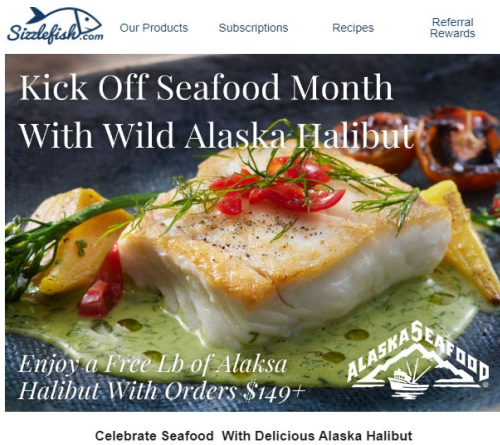 Sizzlefish.com
Our Products
Subscriptions
Recipes
Referral
Rewards
Kick Off Seafood Month
With Wild Alaska Halibut
Enjoy a Free Lb of Alaksa
Halibut With Orders $149+
ALASKA SEAFOOD
®
Celebrate Seafood With Delicious Alaska Halibut